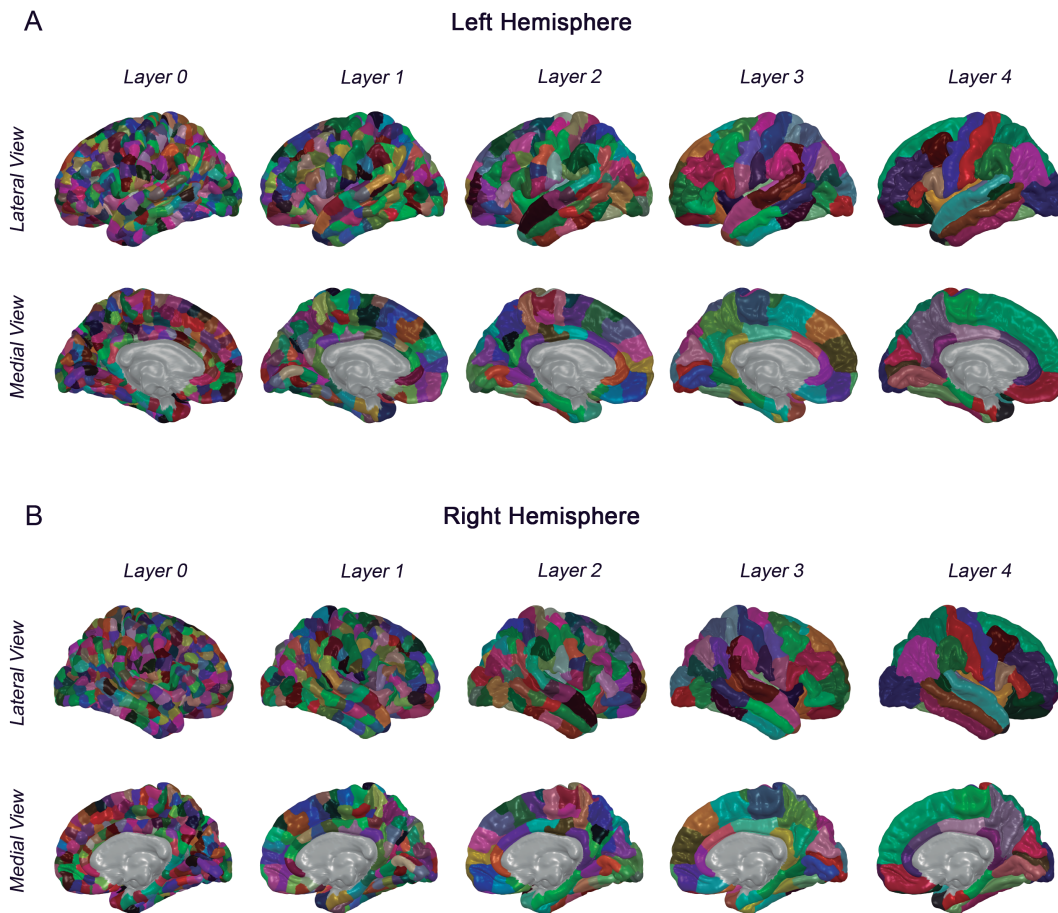 A
Left Hemisphere
Layer 0 Layer 1 Layer 2 Layer 3 Layer 4
Lateral View
Medial View
B
Right Hemisphere
Layer 0 Layer 1 Layer 2 Layer 3 Layer 4
Lateral View
Medial View